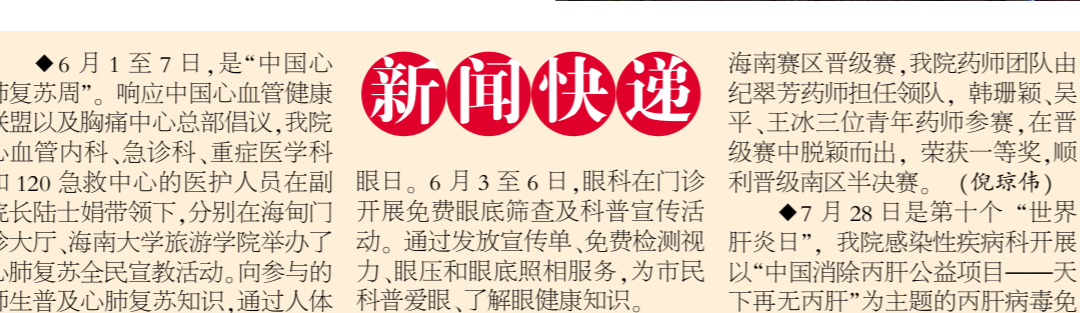 ◆6 月 1 至 7 日，是“中国心
肺复苏周”。响应中国心血管健康
联盟以及胸痛中心总部倡议，我院
心血管内科、急诊科、重症医学科
和 120 急救中心的医护人员在副
院长陆士娟带领下，分别在海甸门
诊大厅、海南大学旅游学院举办了
心肺复苏全民宣教活动。向参与的
师生普及心肺复苏知识，通过人体
新闻快递
眼日。6 月 3 至 6 日，眼科在门诊
开展免费眼底筛查及科普宣传活
动。通过发放宣传单、免费检测视
力、眼压和眼底照相服务，为市民
科普爱眼、了解眼健康知识。
海南赛区晋级赛，我院药师团队由
纪翠芳药师担任领队，韩珊颖、吴
平、王冰三位青年药师参赛，在晋
级赛中脱颖而出，荣获一等奖，顺
利晋级南区半决赛。（倪琼伟）
◆7 月 28 日是第十个“世界
肝炎日”，我院感染性疾病科开展
以“中国消除丙肝公益项目——天
下再无丙肝”为主题的丙肝病毒免